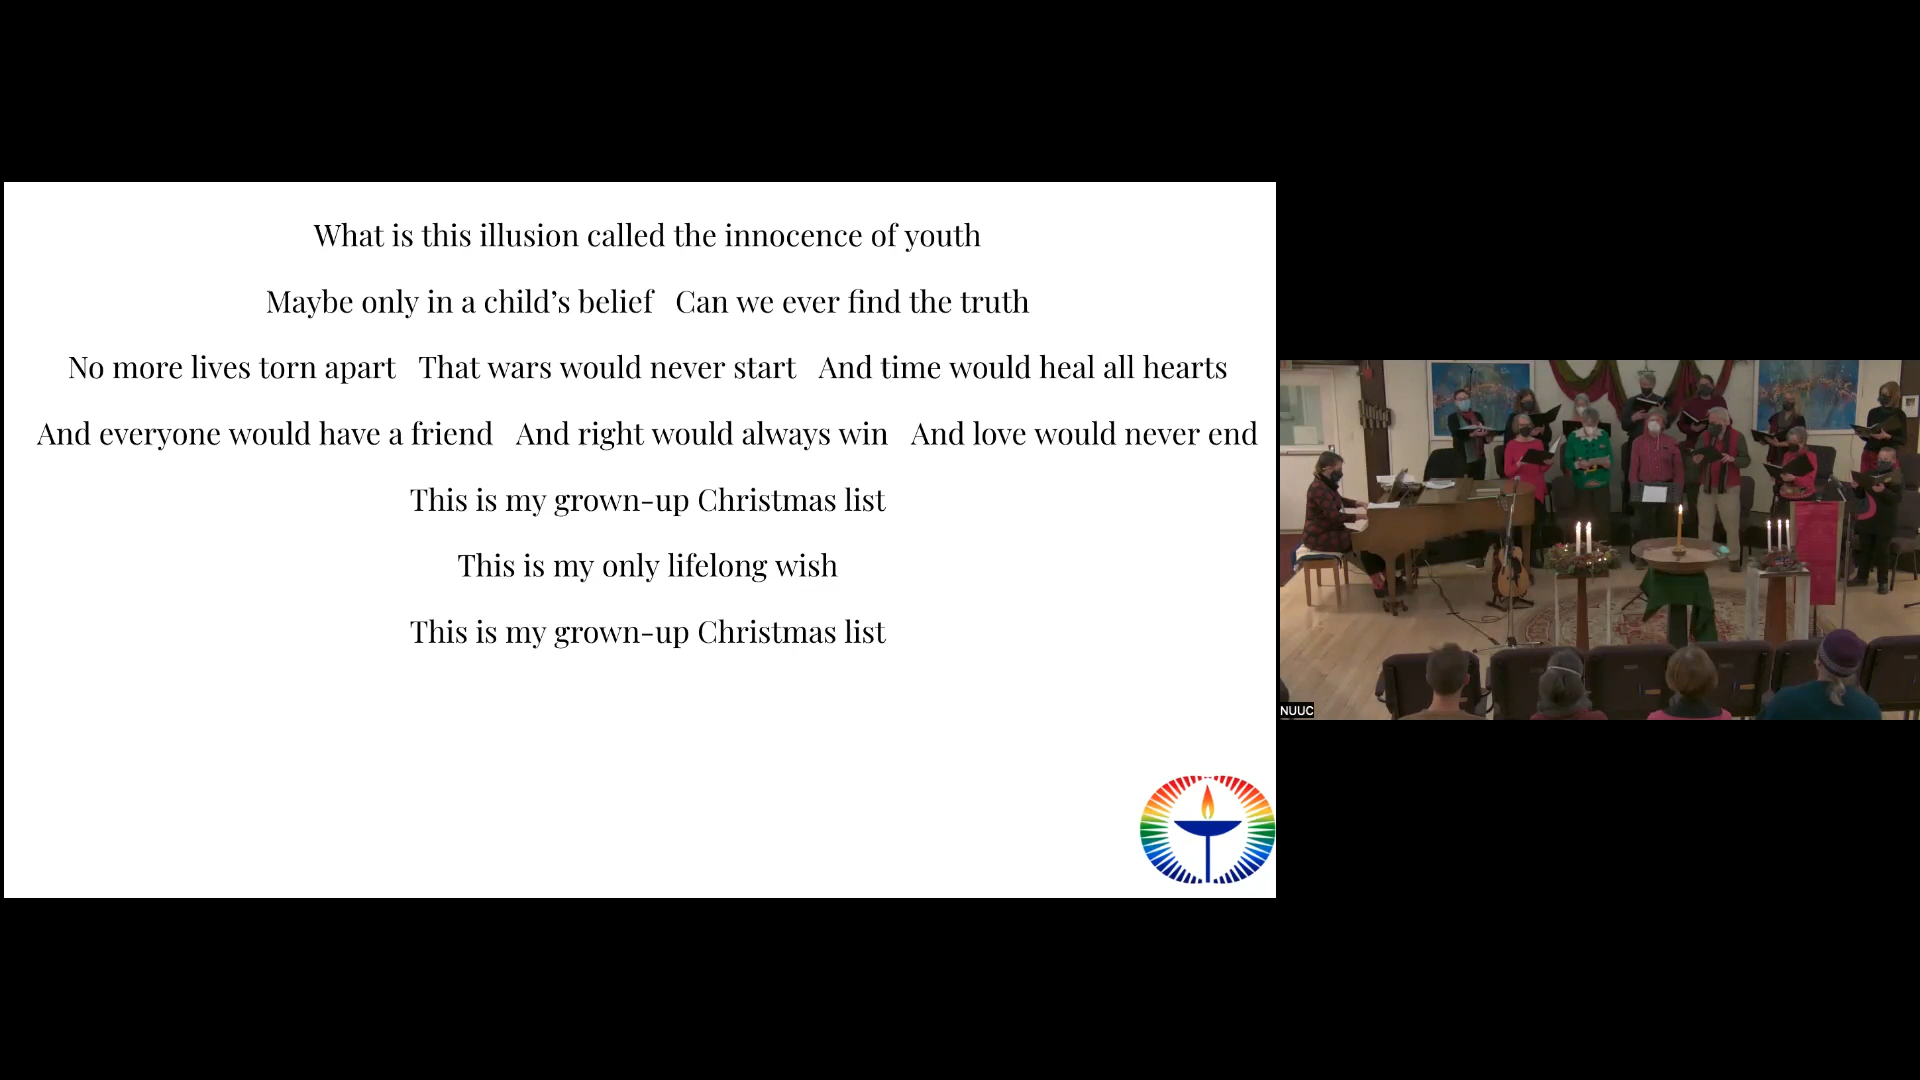 What is this illusion called the innocence of youth
Maybe only in a child’s belief   Can we ever find the truth
No more lives torn apart   That wars would never start   And time would heal all hearts
And everyone would have a friend   And right would always win   And love would never end
This is my grown-up Christmas list
This is my only lifelong wish
This is my grown-up Christmas list
NUUC